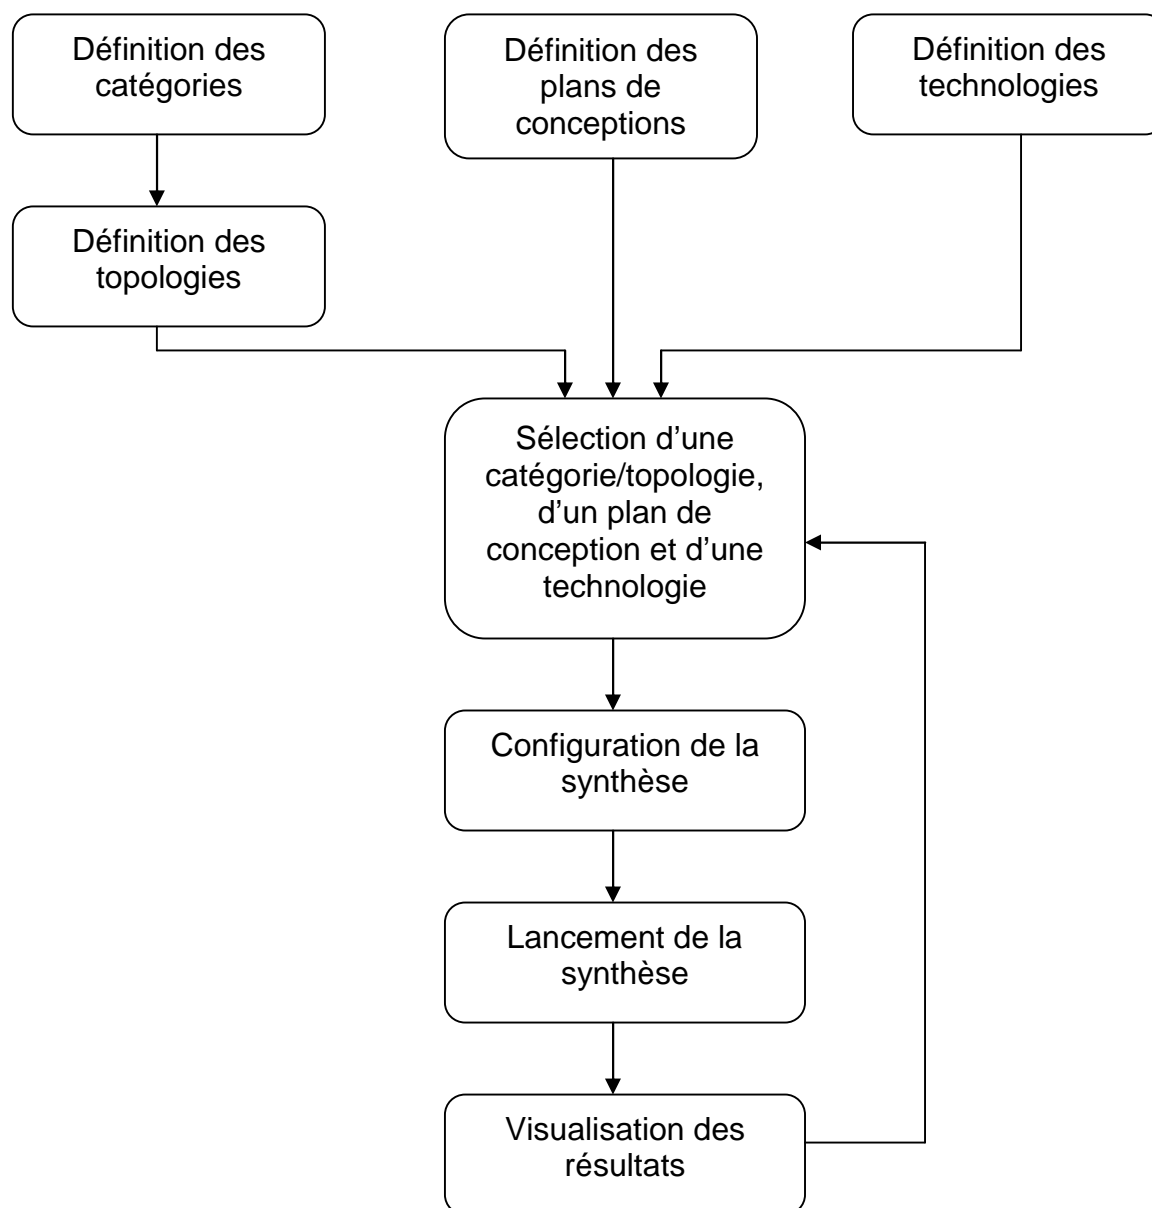 Définition des
catégories
Définition des
plans de
conceptions
Définition des
technologies
Définition des
topologies
Sélection d’une
catégorie/topologie,
d’un plan de
conception et d’une
technologie
Configuration de la
synthèse
Lancement de la
synthèse
Visualisation des
résultats